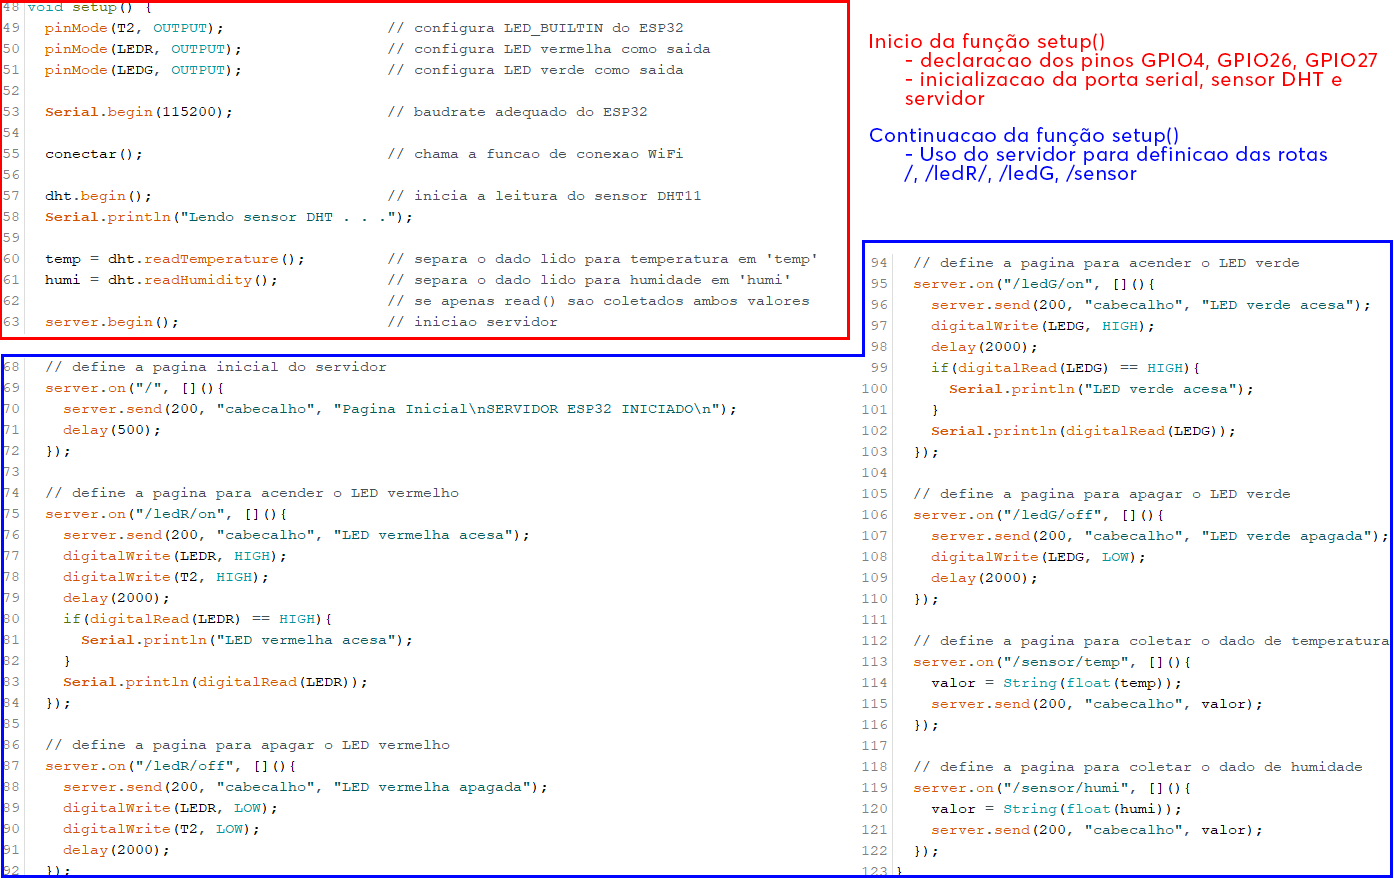 48 void setup() {
49 pinMode(T2, OUTPUT); // configura LED_BUILTIN do ESP32
50 pinMode(LEDR, OUTPUT); // configura LED vermelha como saida
51 pinMode(LEDG, OUTPUT); // configura LED verde como saida
52
53 Serial.begin(115200); // baudrate adequado do ESP32
54
55 conectar(); // chama a funcao de conexao WiFi
56
57 dht.begin(); // inicia a leitura do sensor DHT11
58 Serial.println("Lendo sensor DHT . . .");
59
60 temp = dht.readTemperature(); // separa o dado lido para temperatura em 'temp'
61 humi = dht.readHumidity(); // separa o dado lido para humidade em 'humi'
62 // se apenas read() sao coletados ambos valores
63 server.begin(); // iniciao servidor
Inicio da função setup()
- declaracao dos pinos GPIO4, GPIO26, GPIO27
- inicializacao da porta serial, sensor DHT e
servidor
Continuacao da função setup()
- Uso do servidor para definicao das rotas
/, /ledR/, /ledG, /sensor
68 // define a pagina inicial do servidor
69 server.on("/", [](){
70 server.send(200, "cabecalho", "Pagina Inicial\nSERVIDOR ESP32 INICIADO\n");
71 delay(500);
72 });
73
74 // define a pagina para acender o LED vermelho
75 server.on("/ledR/on", [](){
76 server.send(200, "cabecalho", "LED vermelha acesa");
77 digitalWrite(LEDR, HIGH);
78 digitalWrite(T2, HIGH);
79 delay(2000);
80 if(digitalRead(LEDR) == HIGH){
81 Serial.println("LED vermelha acesa");
82 }
83 Serial.println(digitalRead(LEDR));
84 });
85
86 // define a pagina para apagar o LED vermelho
87 server.on("/ledR/off", [](){
88 server.send(200, "cabecalho", "LED vermelha apagada");
89 digitalWrite(LEDR, LOW);
90 digitalWrite(T2, LOW);
91 delay(2000);
92 });
94 // define a pagina para acender o LED verde
95 server.on("/ledG/on", [](){
96 server.send(200, "cabecalho", "LED verde acesa");
97 digitalWrite(LEDG, HIGH);
98 delay(2000);
99 if(digitalRead(LEDG) == HIGH){
100 Serial.println("LED verde acesa");
101 }
102 Serial.println(digitalRead(LEDG));
103 });
104
105 // define a pagina para apagar o LED verde
106 server.on("/ledG/off", [](){
107 server.send(200, "cabecalho", "LED verde apagada");
108 digitalWrite(LEDG, LOW);
109 delay(2000);
110 });
111
112 // define a pagina para coletar o dado de temperatura
113 server.on("/sensor/temp", [](){
114 valor = String(float(temp));
115 server.send(200, "cabecalho", valor);
116 });
117
118 // define a pagina para coletar o dado de humidade
119 server.on("/sensor/humi", [](){
120 valor = String(float(humi));
121 server.send(200, "cabecalho", valor);
122 });
123 }